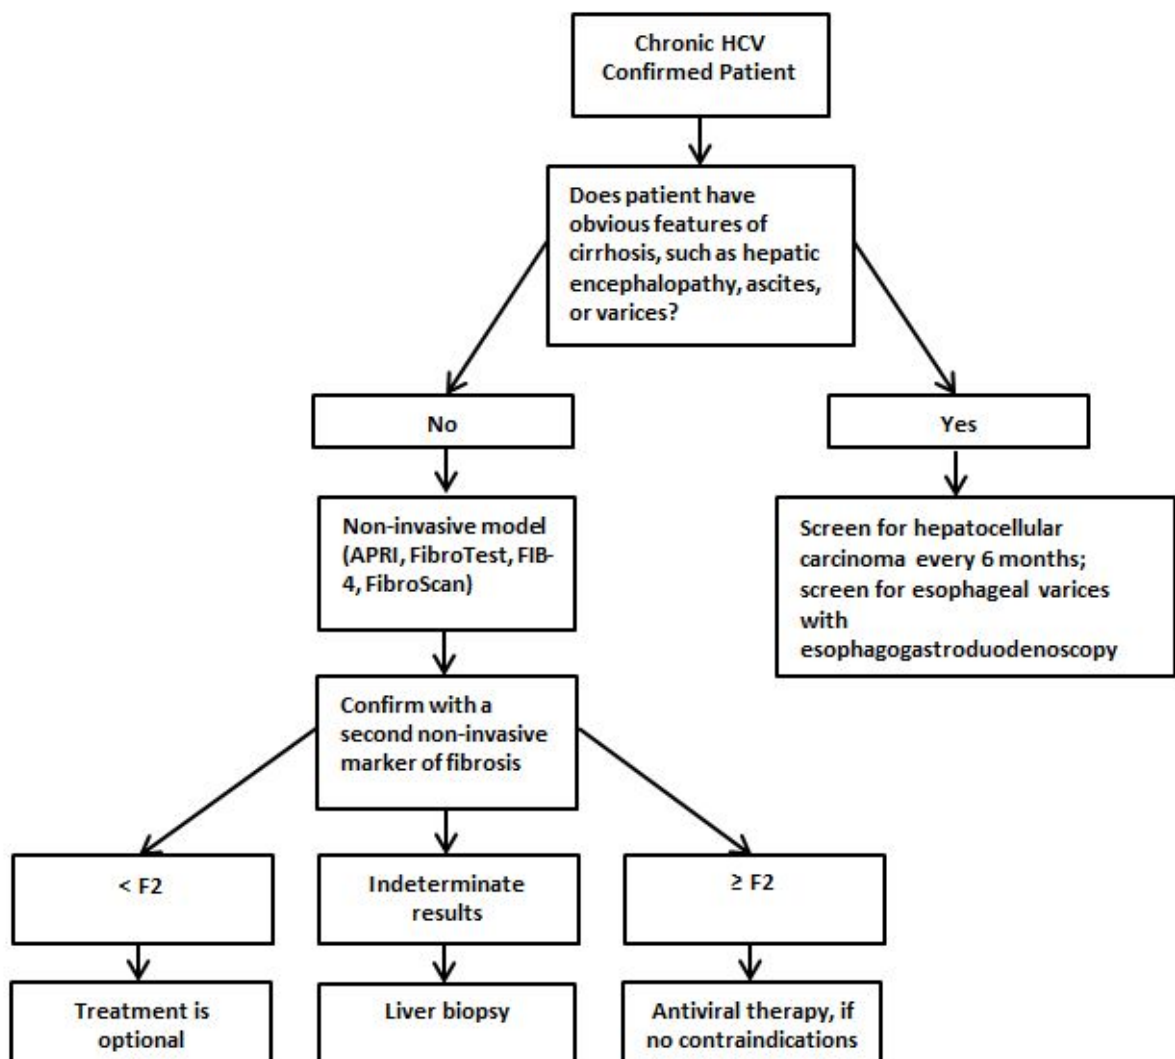 Chronic HCV
Confirmed Patient
Does patient have
obvious features of
cirrhosis, such as hepatic
encephalopathy, ascites,
or varices?
No
Yes
Non-invasive model
(APRI, FibroTest, FIB-
4, FibroScan)
Screen for hepatocellular
carcinoma every 6 months;
screen for esophageal varices
with
esophagogastroduodenoscopy
Confirm with a
second non-invasive
marker of fibrosis
< F2
Indeterminate
results
≥ F2
Treatment is
optional
Liver biopsy
Antiviral therapy, if
no contraindications